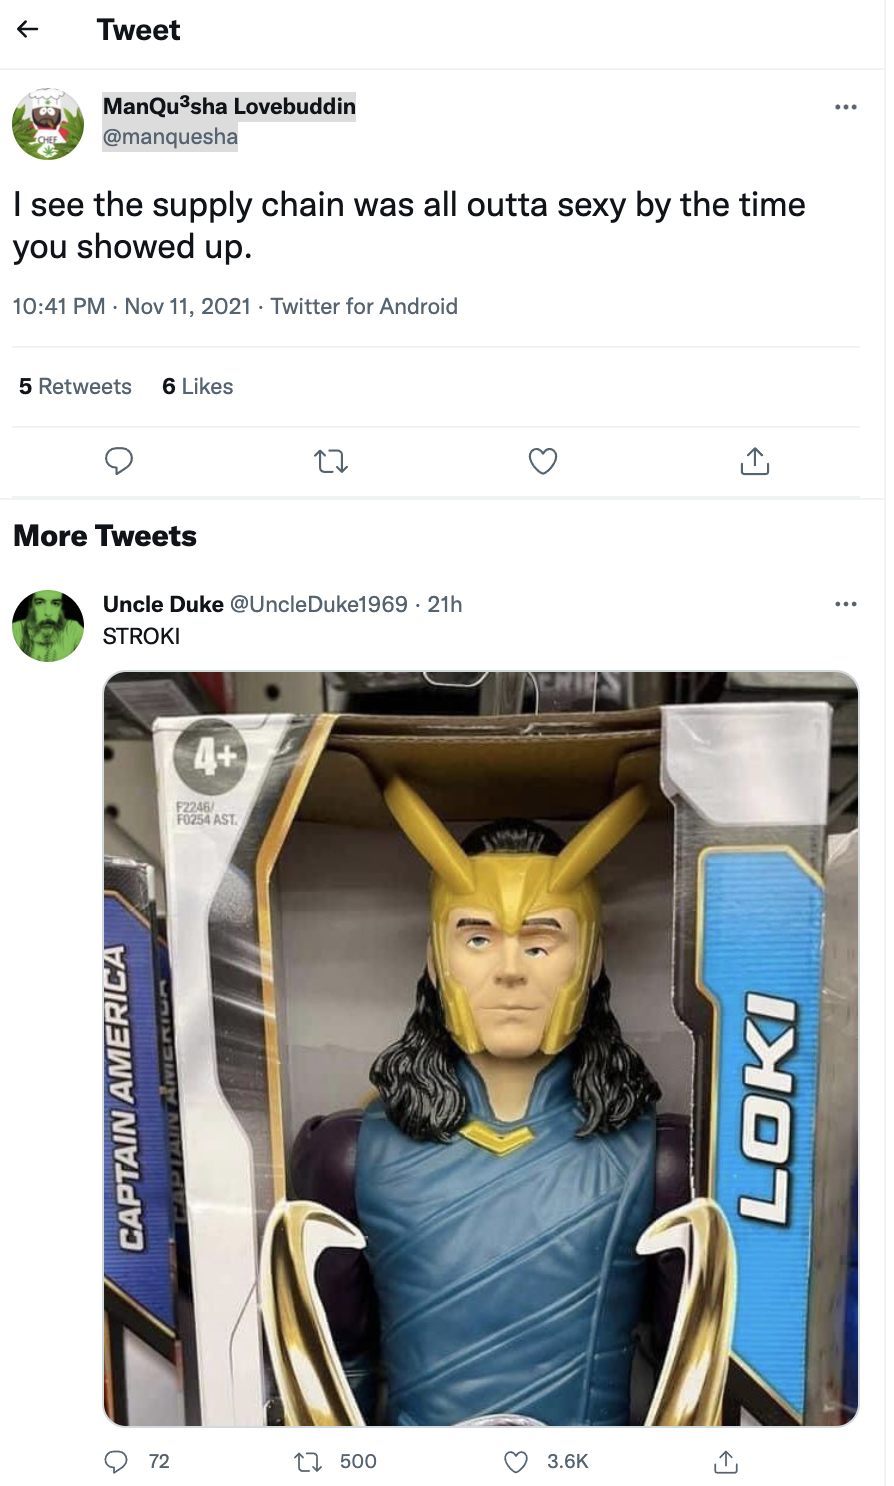 Tweet
ManQu³sha Lovebuddin
@manquesha
CHEF
I see the supply chain was all outta sexy by the time
you showed up.
10:41 PM · Nov 11, 2021 · Twitter for Android
5 Retweets 6 Likes
More Tweets
Uncle Duke @UncleDuke1969 · 21h
STROKI
4+
F2246/
F0254 AST.
CAPTAIN AMERICA
CAPTAIN AMERICA
LOKI
72 500 3.6K